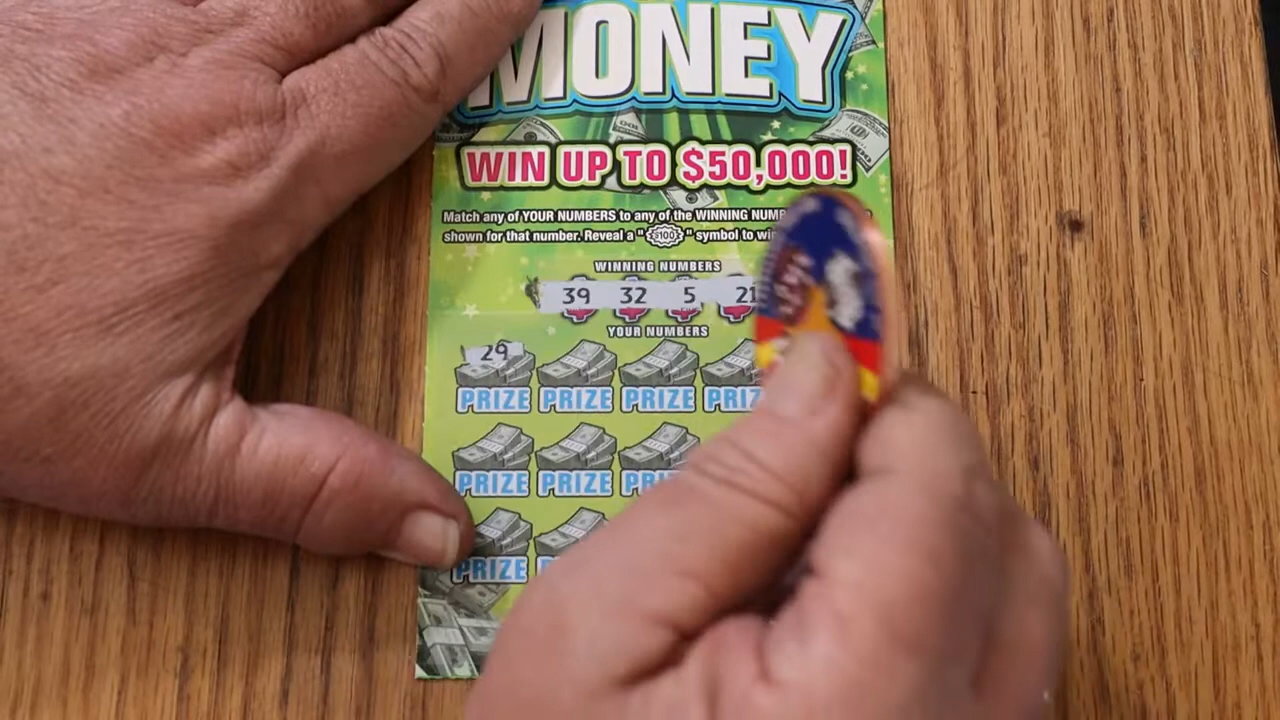 MONEY
WIN UP TO $50,000!
Match any of YOUR NUMBERS to any of the WINNING
shown for that number. Reveal a " $100 " symbol to
WINNING NUMBERS
39 32 5 21
YOUR NUMBERS
29
PRIZE PRIZE PRIZE
PRIZE PRIZE
PRIZE